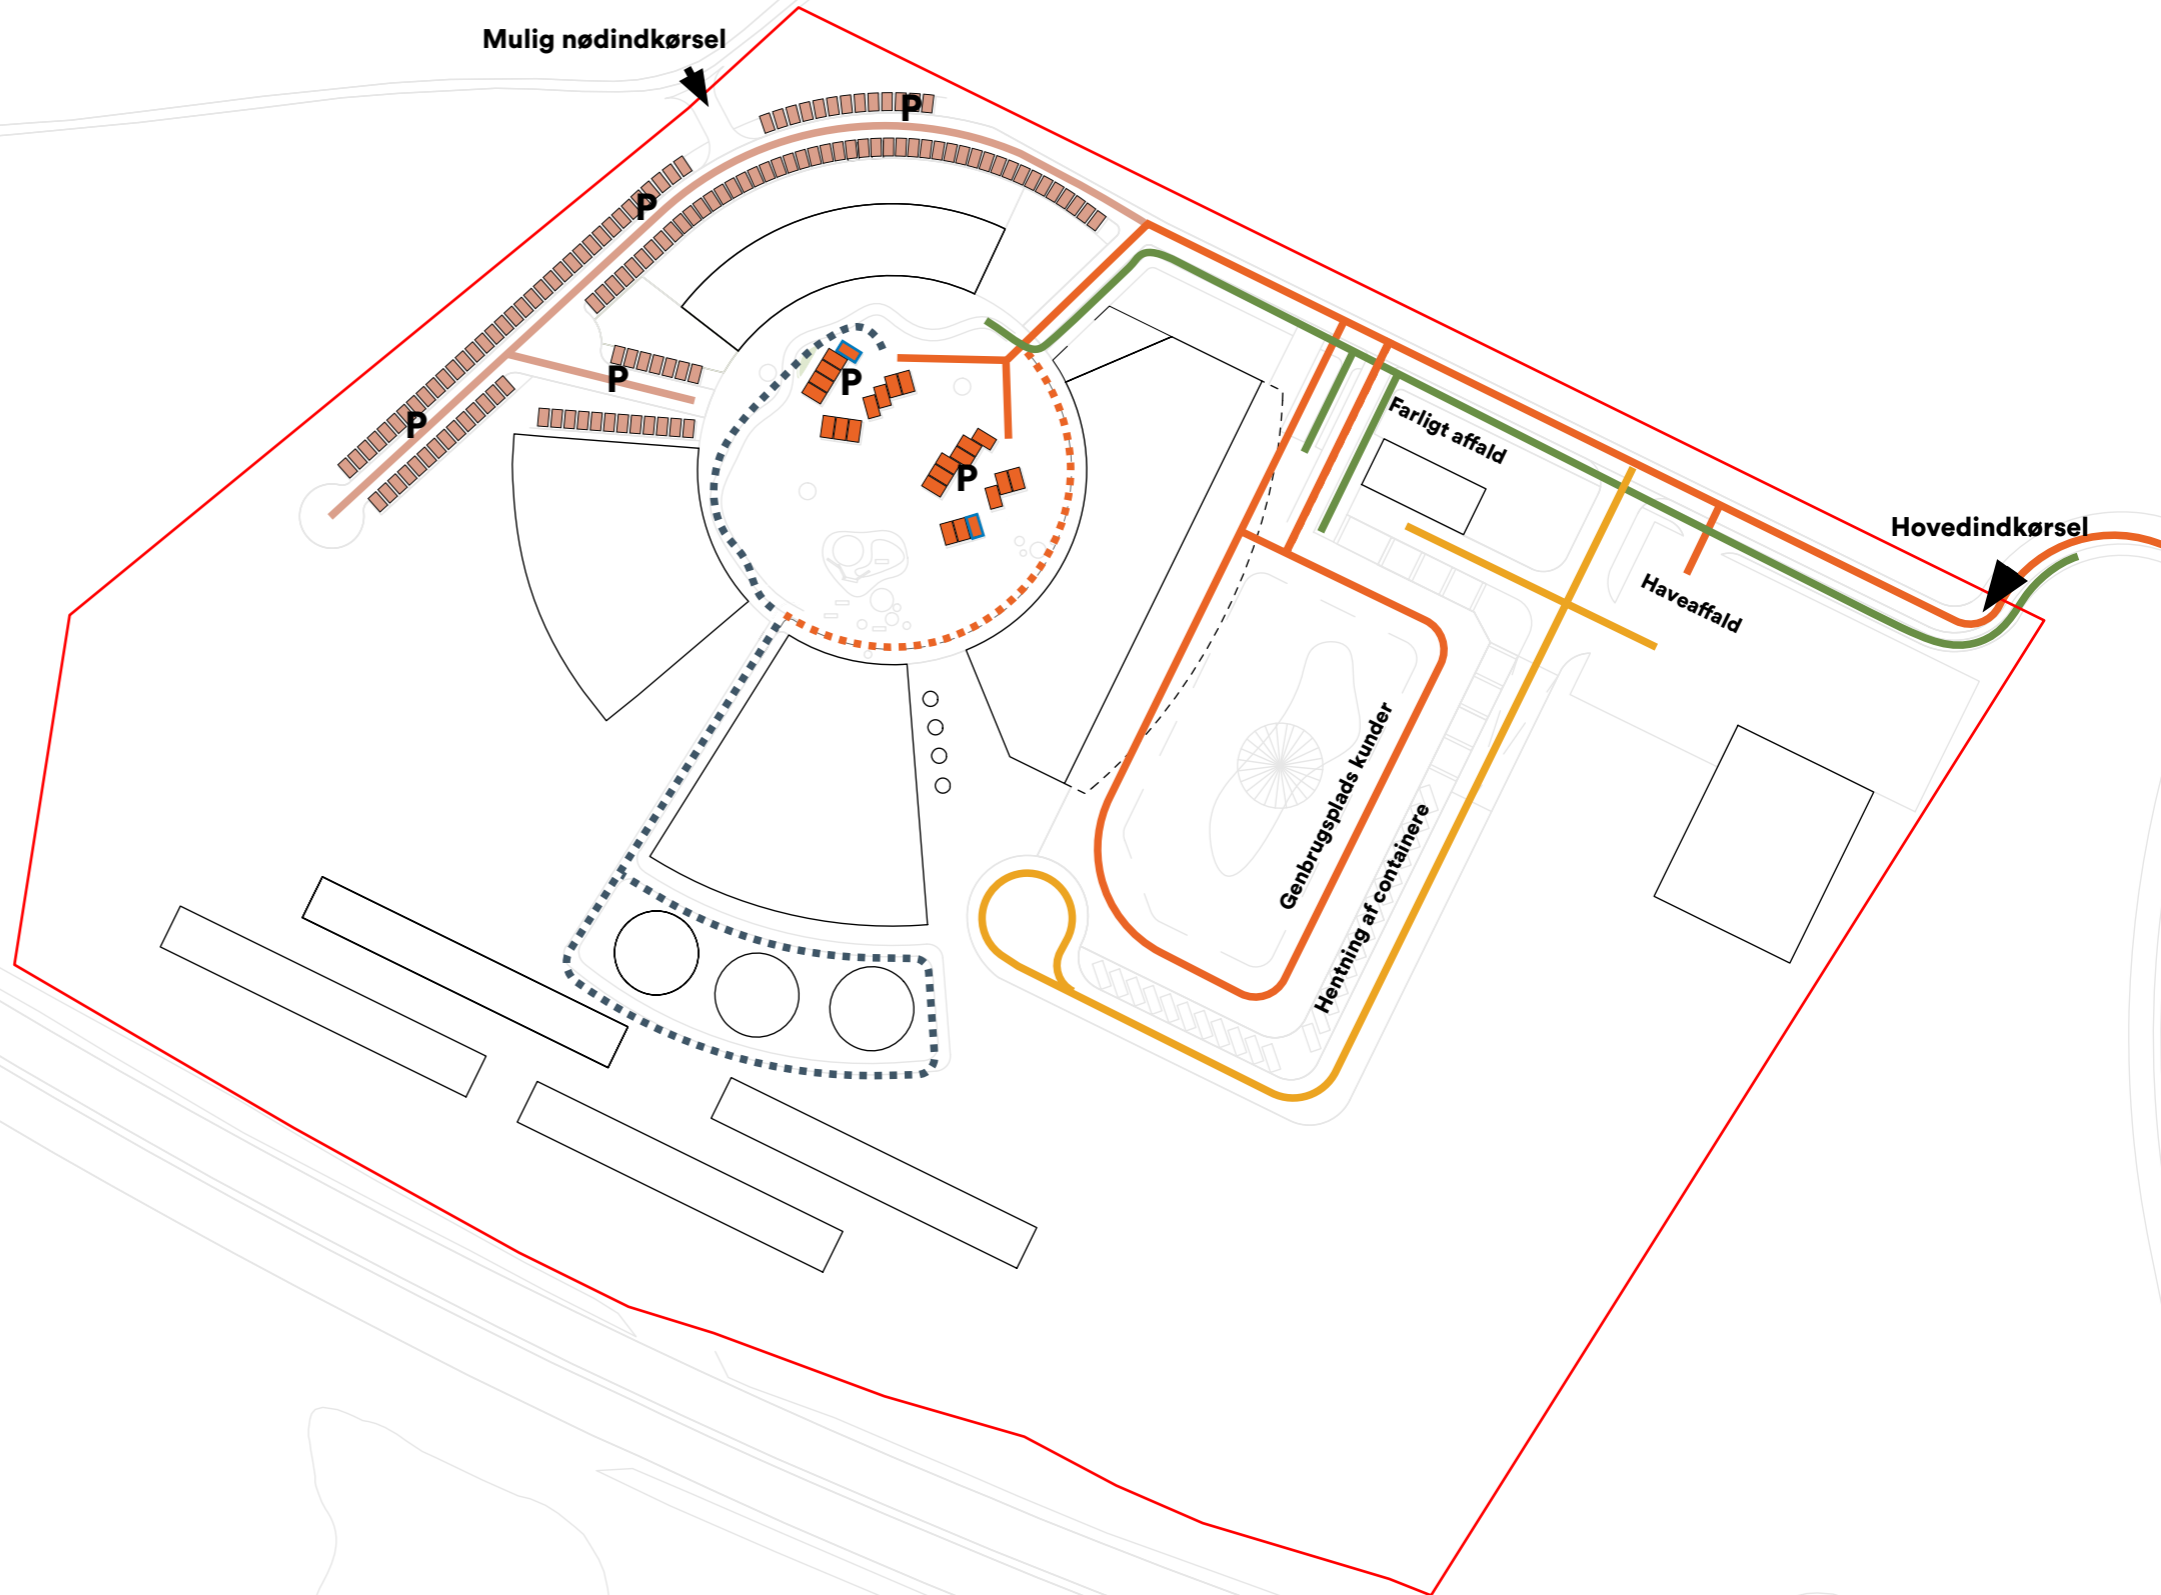 Mulig nødindkørsel
P
P
P
P
P
P
Farligt affald
Hovedindkørsel
Haveaffald
Genbrugsplads kunder
Hentning af containere